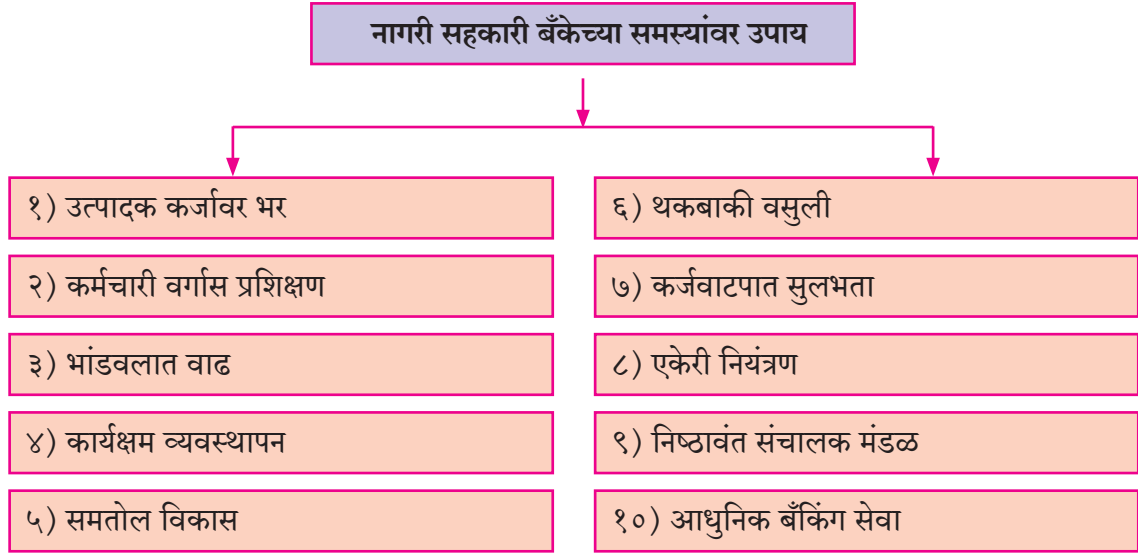 नागरी सहकारी बँकेच्या समस्यांवर उपाय
१) उत्पादक कर्जावर भर
२) कर्मचारी वर्गास प्रशिक्षण
३) भांडवलात वाढ
४) कार्यक्षम व्यवस्थापन
५) समतोल विकास
६) थकबाकी वसुली
७) कर्जवाटपात सुलभता
८) एकेरी नियंत्रण
९) निष्ठावंत संचालक मंडळ
१०) आधुनिक बँकिंग सेवा